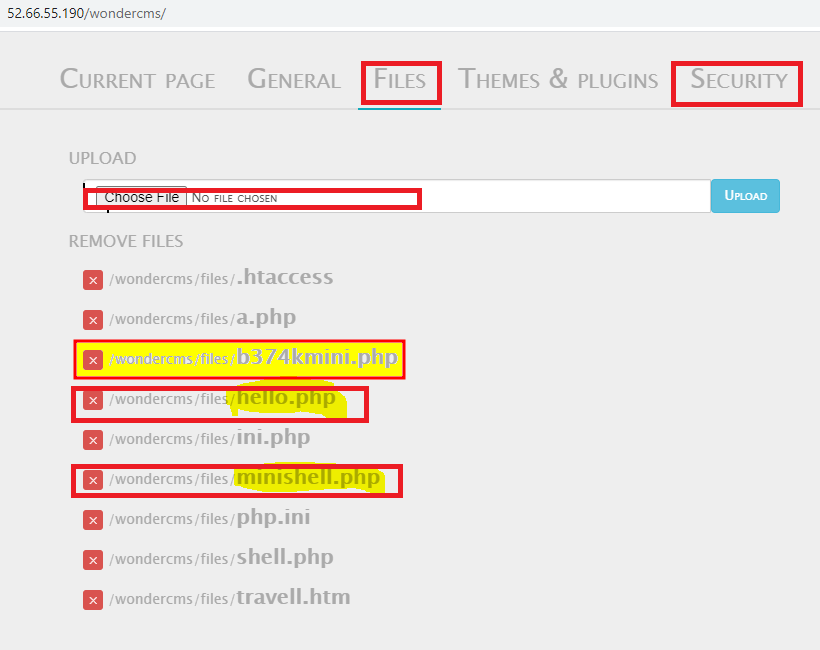 52.66.55.190/wondercms/
Current page General Files Themes & plugins Security
UPLOAD
Choose File No file chosen Upload
REMOVE FILES
× /wondercms/files/.htaccess
× /wondercms/files/a.php
× /wondercms/files/b374kmini.php
× /wondercms/files/hello.php
× /wondercms/files/ini.php
× /wondercms/files/minishell.php
× /wondercms/files/php.ini
× /wondercms/files/shell.php
× /wondercms/files/travell.htm